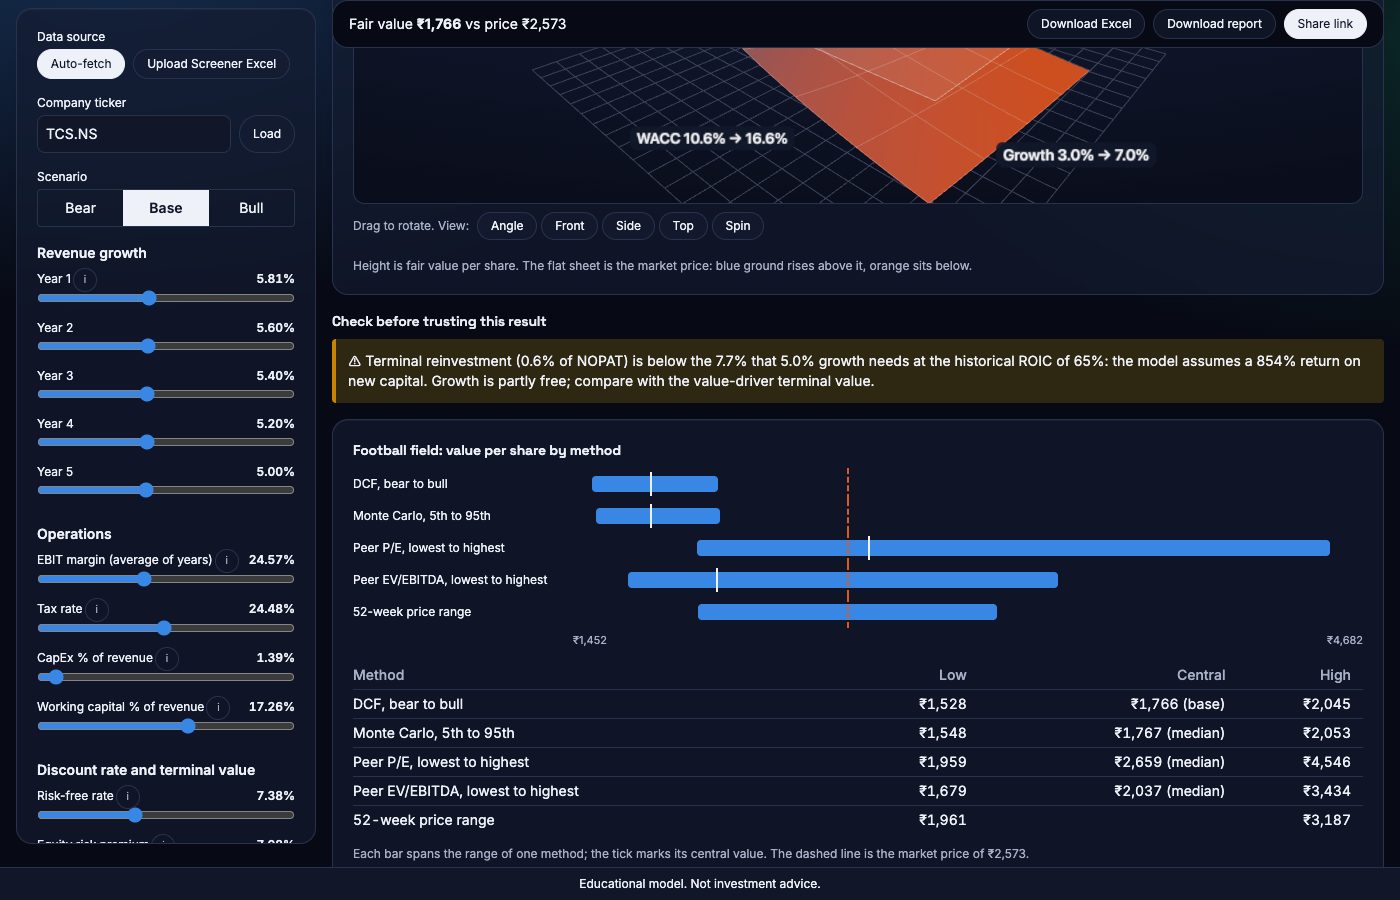 Data source
Auto-fetch
Upload Screener Excel
Company ticker
TCS.NS
Load
Scenario
Bear
Base
Bull
Revenue growth
Year 1 i 5.81%
Year 2 5.60%
Year 3 5.40%
Year 4 5.20%
Year 5 5.00%
Operations
EBIT margin (average of years) i 24.57%
Tax rate i 24.48%
CapEx % of revenue i 1.39%
Working capital % of revenue i 17.26%
Discount rate and terminal value
Risk-free rate i 7.38%
Fair value ₹1,766 vs price ₹2,573
Download Excel
Download report
Share link
WACC 10.6% → 16.6%
Growth 3.0% → 7.0%
Drag to rotate. View: Angle Front Side Top Spin
Height is fair value per share. The flat sheet is the market price: blue ground rises above it, orange sits below.
Check before trusting this result
⚠ Terminal reinvestment (0.6% of NOPAT) is below the 7.7% that 5.0% growth needs at the historical ROIC of 65%: the model assumes a 854% return on
new capital. Growth is partly free; compare with the value-driver terminal value.
Football field: value per share by method
DCF, bear to bull
Monte Carlo, 5th to 95th
Peer P/E, lowest to highest
Peer EV/EBITDA, lowest to highest
52-week price range
₹1,452 ₹4,682
Method Low Central High
DCF, bear to bull ₹1,528 ₹1,766 (base) ₹2,045
Monte Carlo, 5th to 95th ₹1,548 ₹1,767 (median) ₹2,053
Peer P/E, lowest to highest ₹1,959 ₹2,659 (median) ₹4,546
Peer EV/EBITDA, lowest to highest ₹1,679 ₹2,037 (median) ₹3,434
52-week price range ₹1,961 ₹3,187
Each bar spans the range of one method; the tick marks its central value. The dashed line is the market price of ₹2,573.
Educational model. Not investment advice.